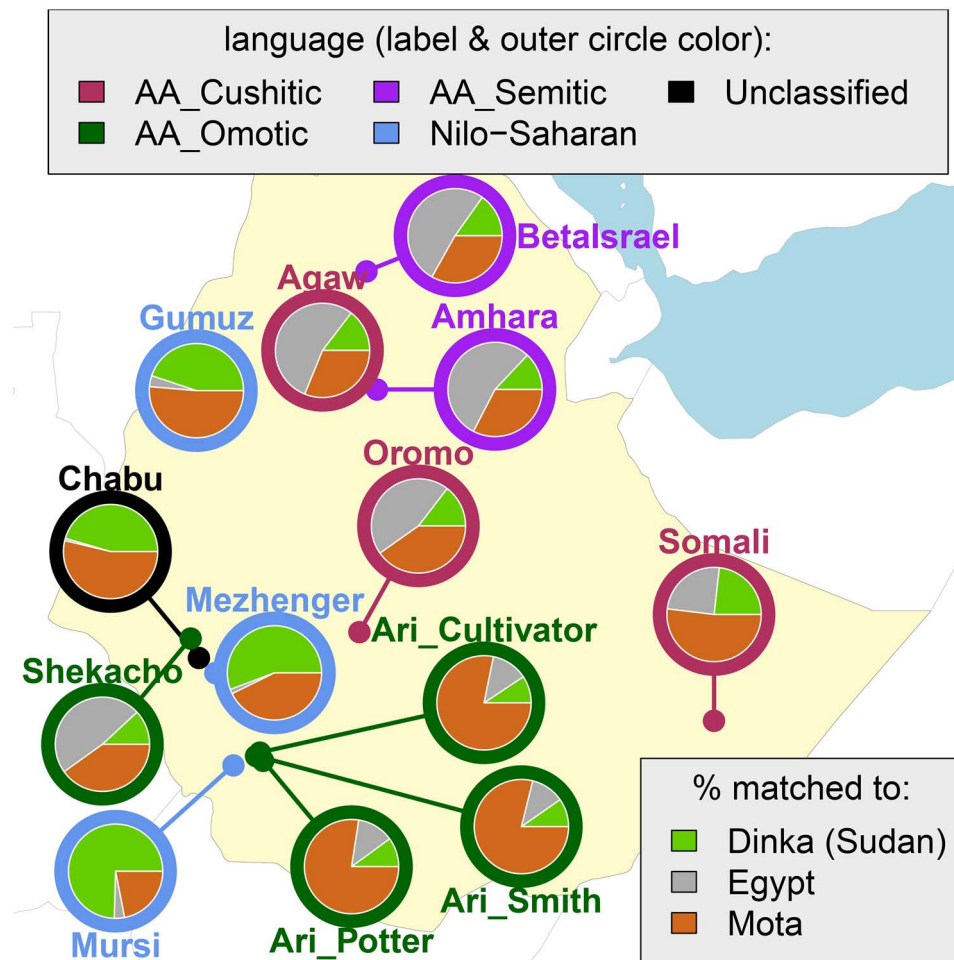 language (label & outer circle color):
AA_Cushitic
AA_Semitic
Unclassified
AA_Omotic
Nilo−Saharan
BetaIsrael
Agaw
Gumuz
Amhara
Oromo
Chabu
Somali
Mezhenger
Ari_Cultivator
Shekacho
% matched to:
Dinka (Sudan)
Egypt
Mota
Ari_Smith
Ari_Potter
Mursi